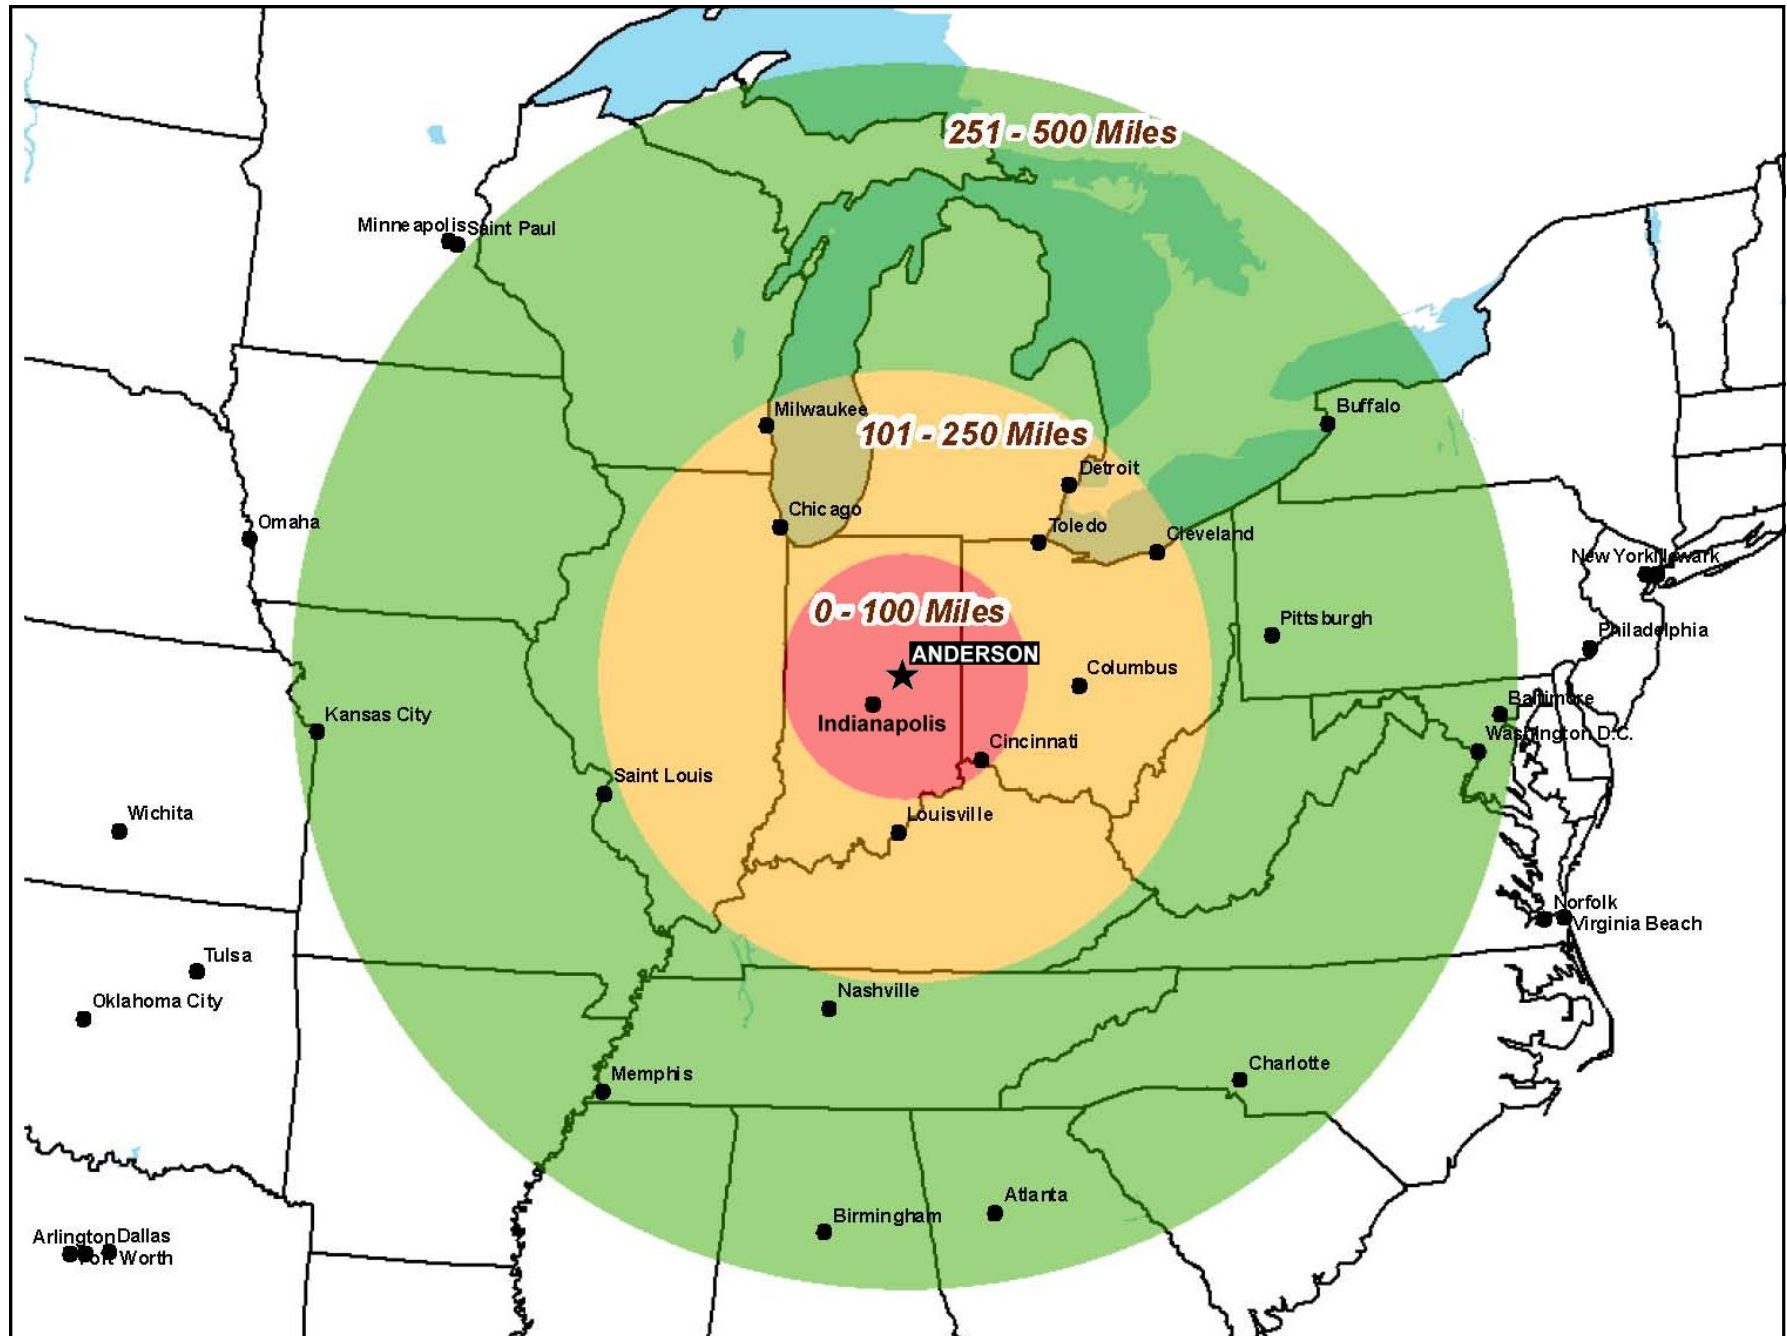 251 - 500 Miles
Minneapolis
Saint Paul
Milwaukee
Buffalo
101 - 250 Miles
Detroit
Chicago
Omaha
Toledo
Cleveland
New York
Newark
0 - 100 Miles
Pittsburgh
Philadelphia
ANDERSON
Columbus
Baltimore
Kansas City
Indianapolis
Washington D.C.
Cincinnati
Saint Louis
Wichita
Louisville
Norfolk
Virginia Beach
Tulsa
Nashville
Oklahoma City
Charlotte
Memphis
Atlanta
Birmingham
Arlington
Dallas
Fort Worth